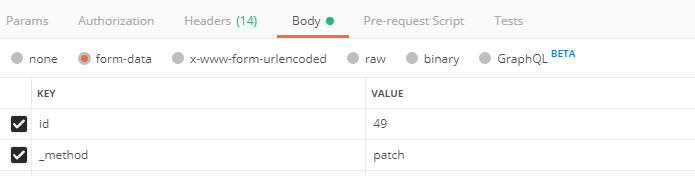 Params Authorization Headers (14) Body Pre-request Script Tests
none form-data x-www-form-urlencoded raw binary GraphQL BETA
KEY VALUE
id 49
_method patch